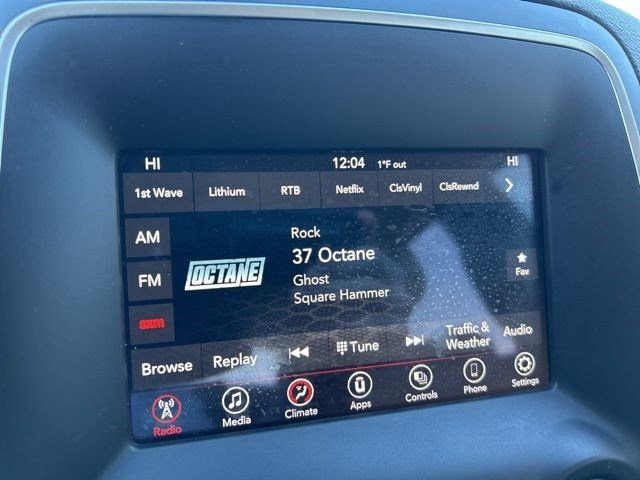 HI 12:04 1°F out HI
1st Wave Lithium RTB Netflix ClsVinyl ClsRewnd
AM
FM
Rock
37 Octane
Ghost
Square Hammer
OCTANE
Fav
Browse Replay Tune Traffic & Weather Audio
Radio Media Climate Apps Controls Phone Settings